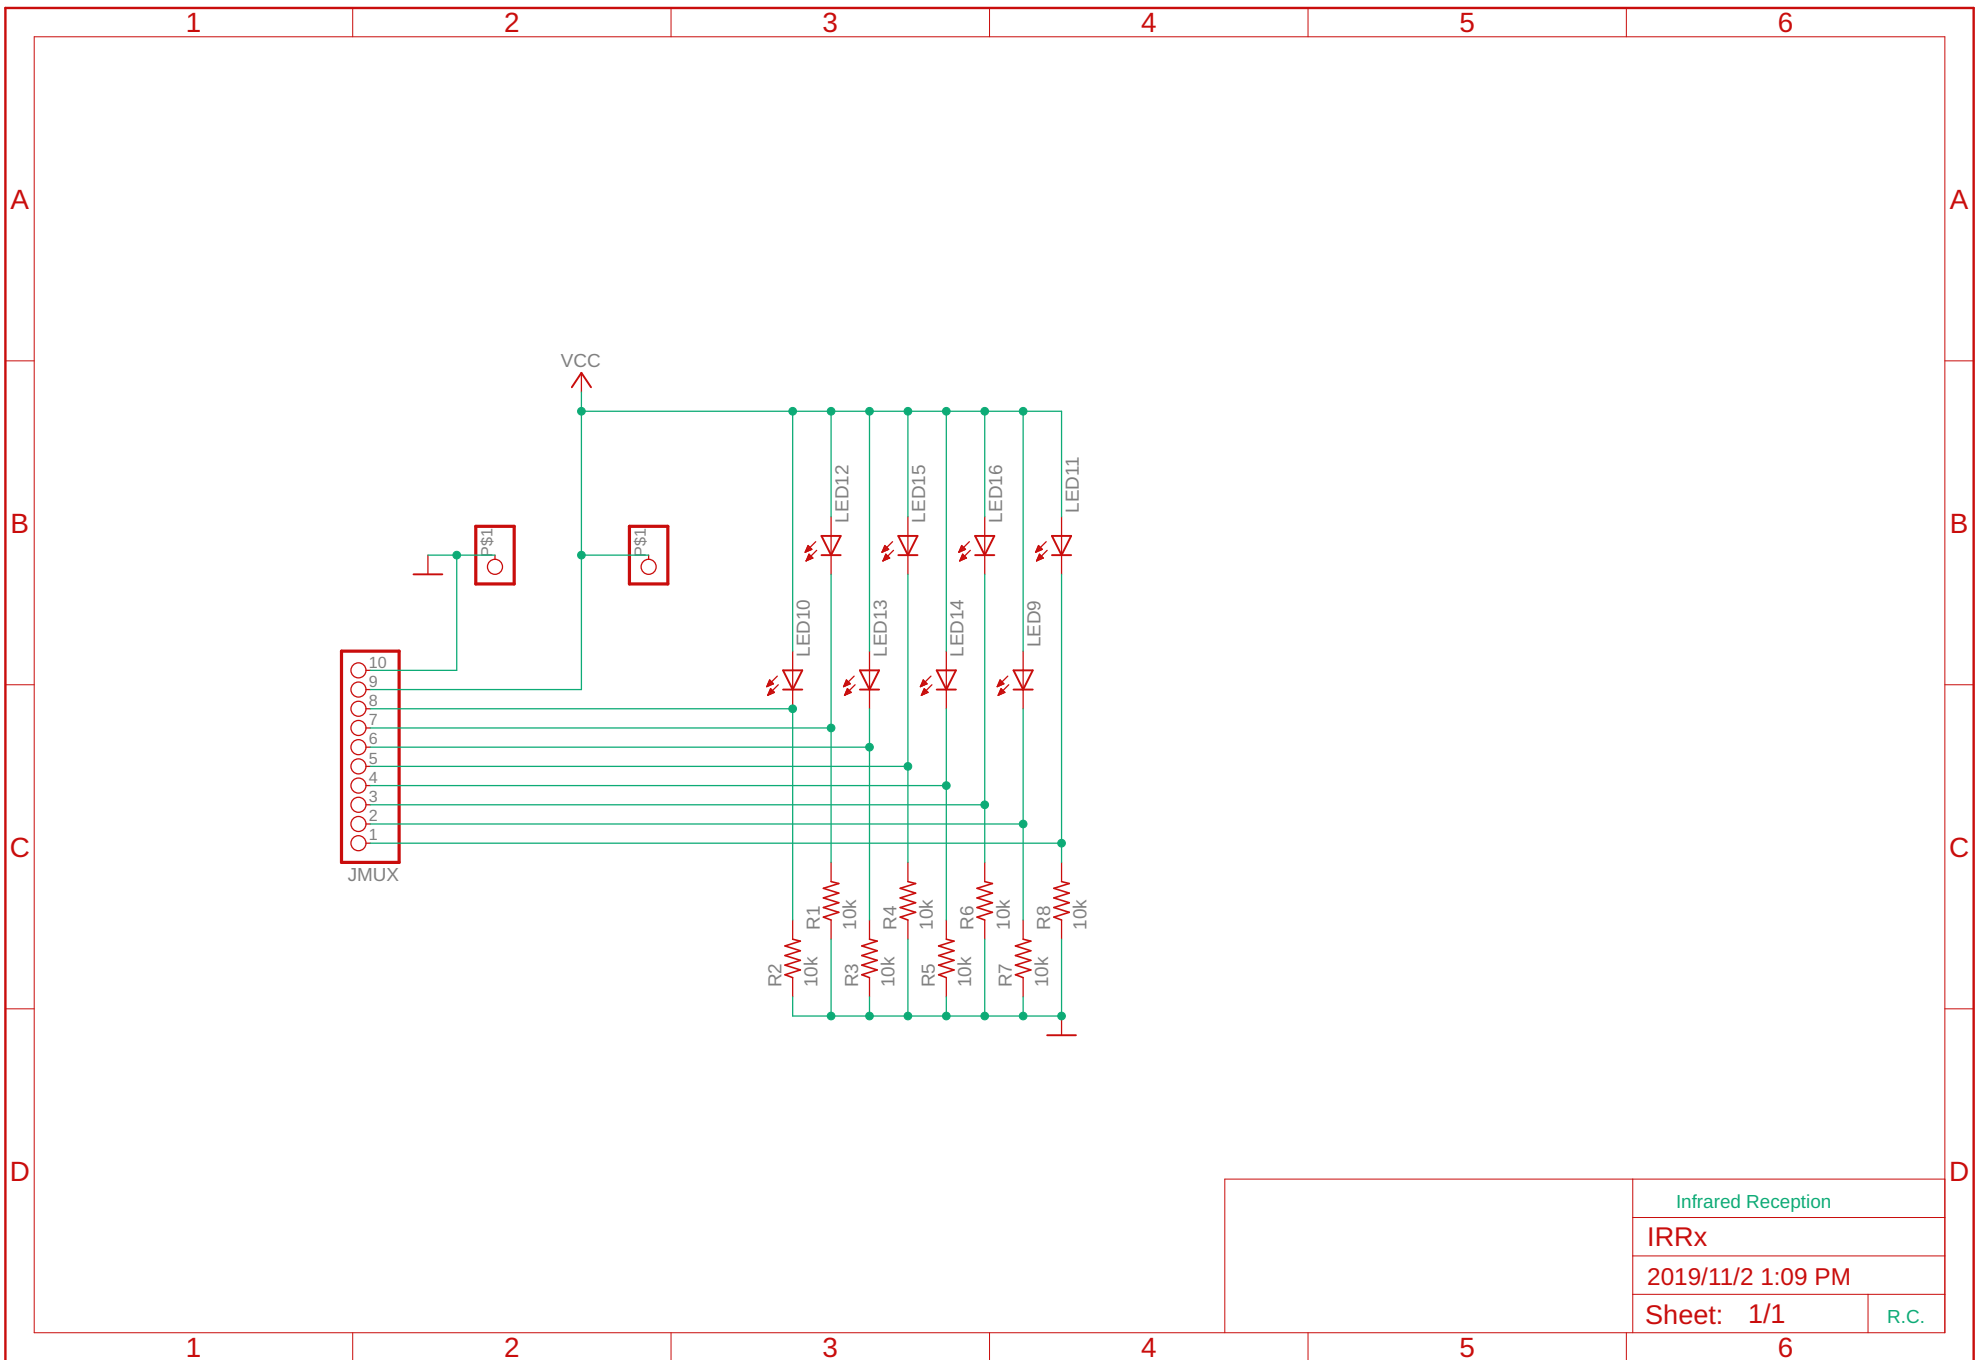 1 2 3 4 5 6
A A
VCC
LED12 LED15 LED16 LED11
B B
P$1 P$1
LED10 LED13 LED14 LED9
10
9
8
7
6
5
4
3
2
1
C C
JMUX
R1 10k R4 10k R6 10k R8 10k
R2 10k R3 10k R5 10k R7 10k
D D
Infrared Reception
IRRx
2019/11/2 1:09 PM
Sheet: 1/1 R.C.
1 2 3 4 5 6